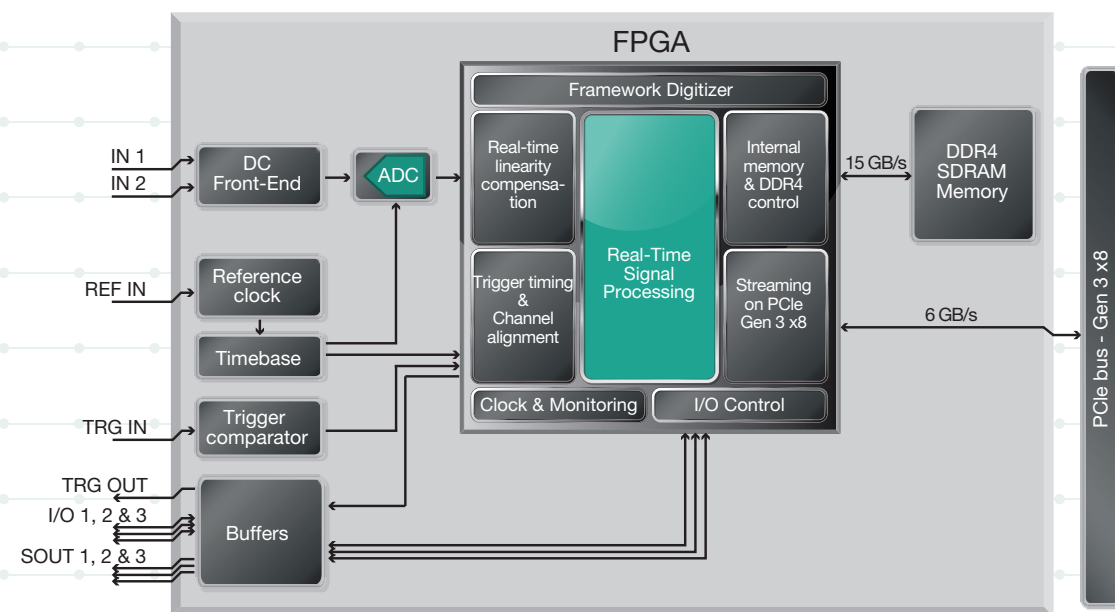 FPGA
Framework Digitizer
IN 1
IN 2
DC
Front-End
ADC
Real-time
linearity
compensa-
tion
Real-Time
Signal
Processing
Internal
memory
& DDR4
control
15 GB/s
DDR4
SDRAM
Memory
REF IN
Reference
clock
Timebase
Trigger timing
&
Channel
alignment
Streaming
on PCIe
Gen 3 x8
6 GB/s
PCIe bus - Gen 3 x8
Clock & Monitoring
I/O Control
TRG IN
Trigger
comparator
TRG OUT
I/O 1, 2 & 3
SOUT 1, 2 & 3
Buffers